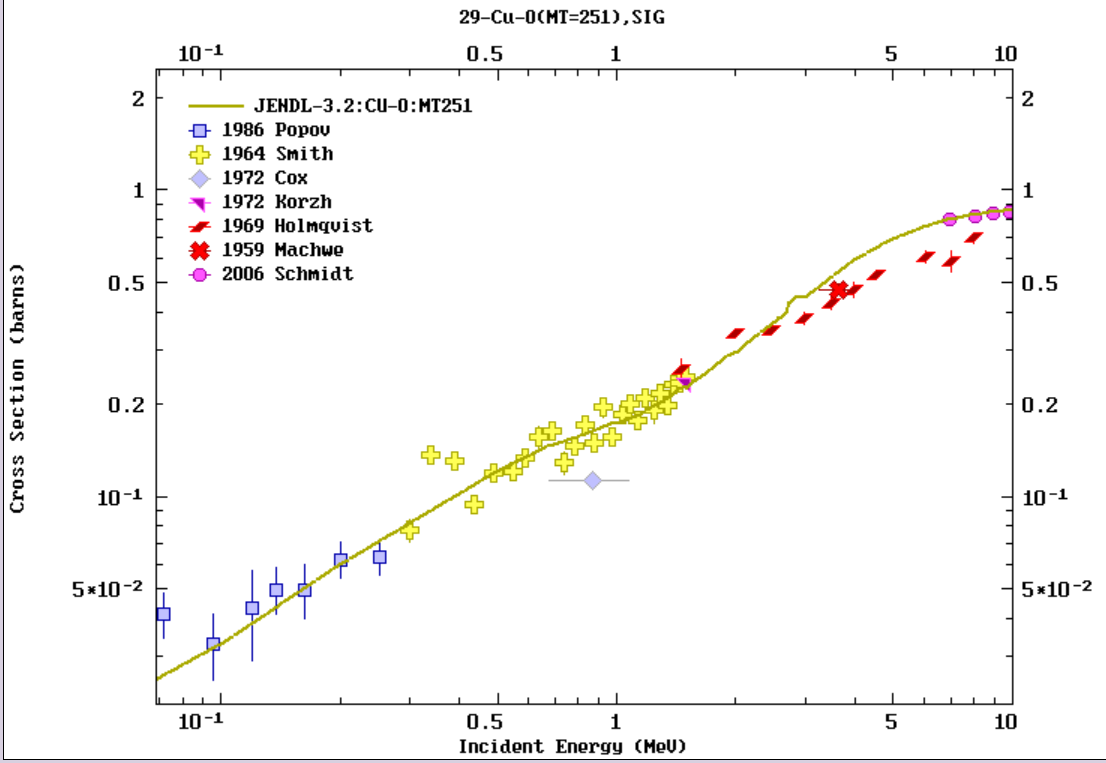 29-Cu-0(MT=251),SIG
10⁻¹ 0.5 1 5 10
2 2
JENDL-3.2:CU-0:MT251
1986 Popov
1964 Smith
1972 Cox
1 1
1972 Korzh
1969 Holmqvist
1959 Machwe
2006 Schmidt
0.5 0.5
Cross Section (barns)
0.2 0.2
10⁻¹ 10⁻¹
5*10⁻² 5*10⁻²
10⁻¹ 0.5 1 5 10
Incident Energy (MeV)